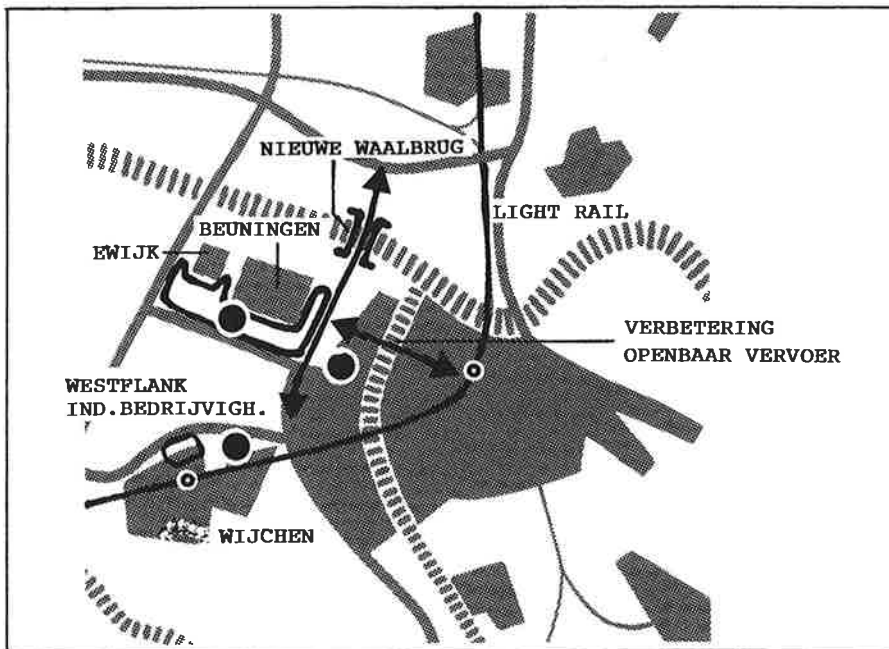 NIEUWE WAALBRUG
LIGHT RAIL
BEUNINGEN
EWIJK
VERBETERING
OPENBAAR VERVOER
WESTFLANK
IND.BEDRIJVIGH.
WIJCHEN